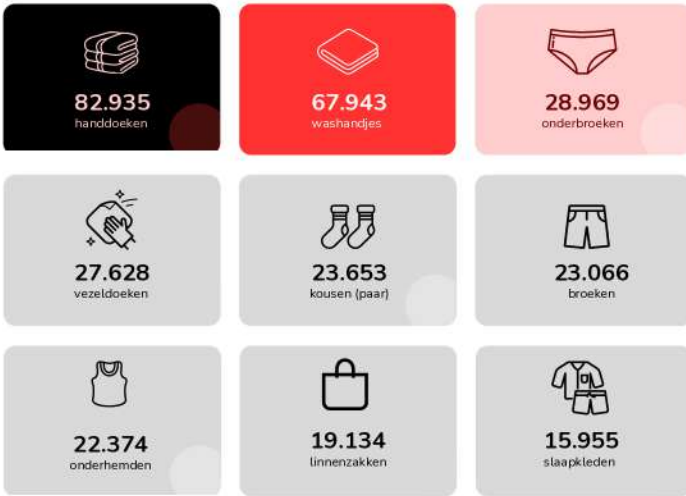 82.935
handdoeken
67.943
washandjes
28.969
onderbroeken
27.628
vezeldoeken
23.653
kousen (paar)
23.066
broeken
22.374
onderhemden
19.134
linnenzakken
15.955
slaapkleden